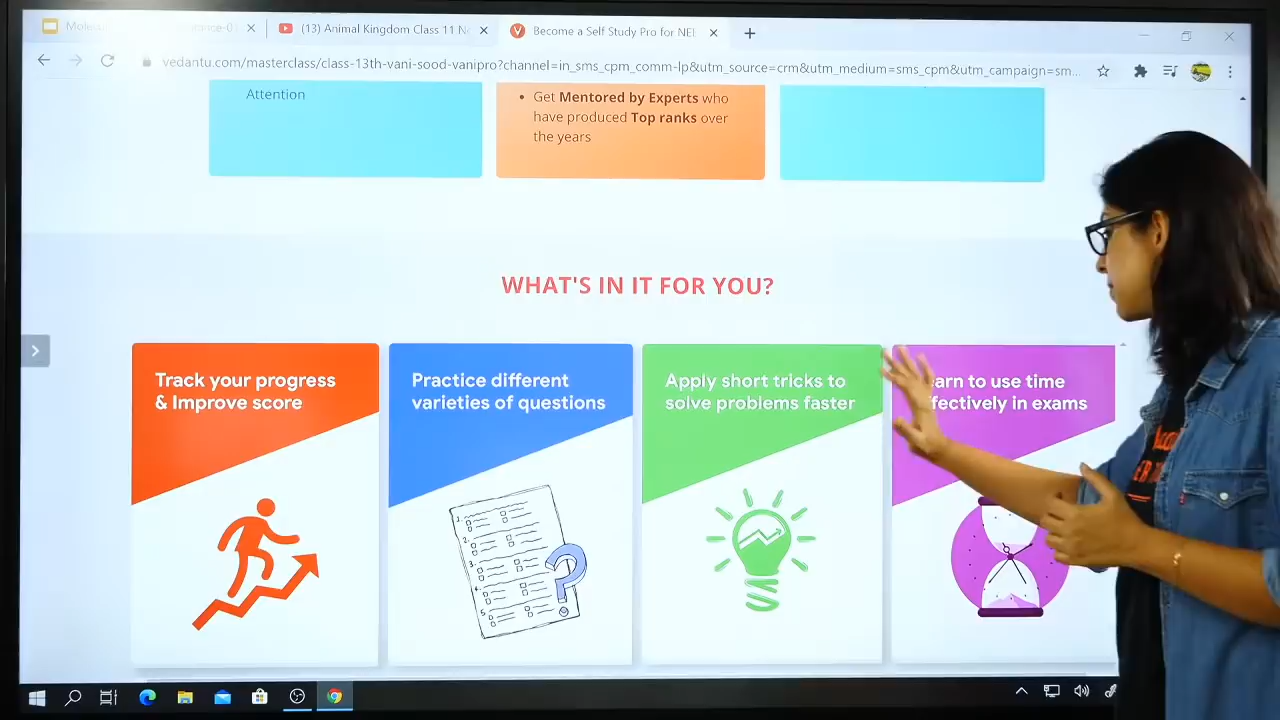 (13) Animal Kingdom Class 11 Ne
Become a Self Study Pro for NEE
vedantu.com/masterclass/class-13th-vani-sood-vanipro?channel=in_sms_cpm_comm-lp&utm_source=crm&utm_medium=sms_cpm&utm_campaign=sm...
Attention
• Get Mentored by Experts who
have produced Top ranks over
the years
WHAT'S IN IT FOR YOU?
Track your progress
& Improve score
Practice different
varieties of questions
Apply short tricks to
solve problems faster
to use time
in exams